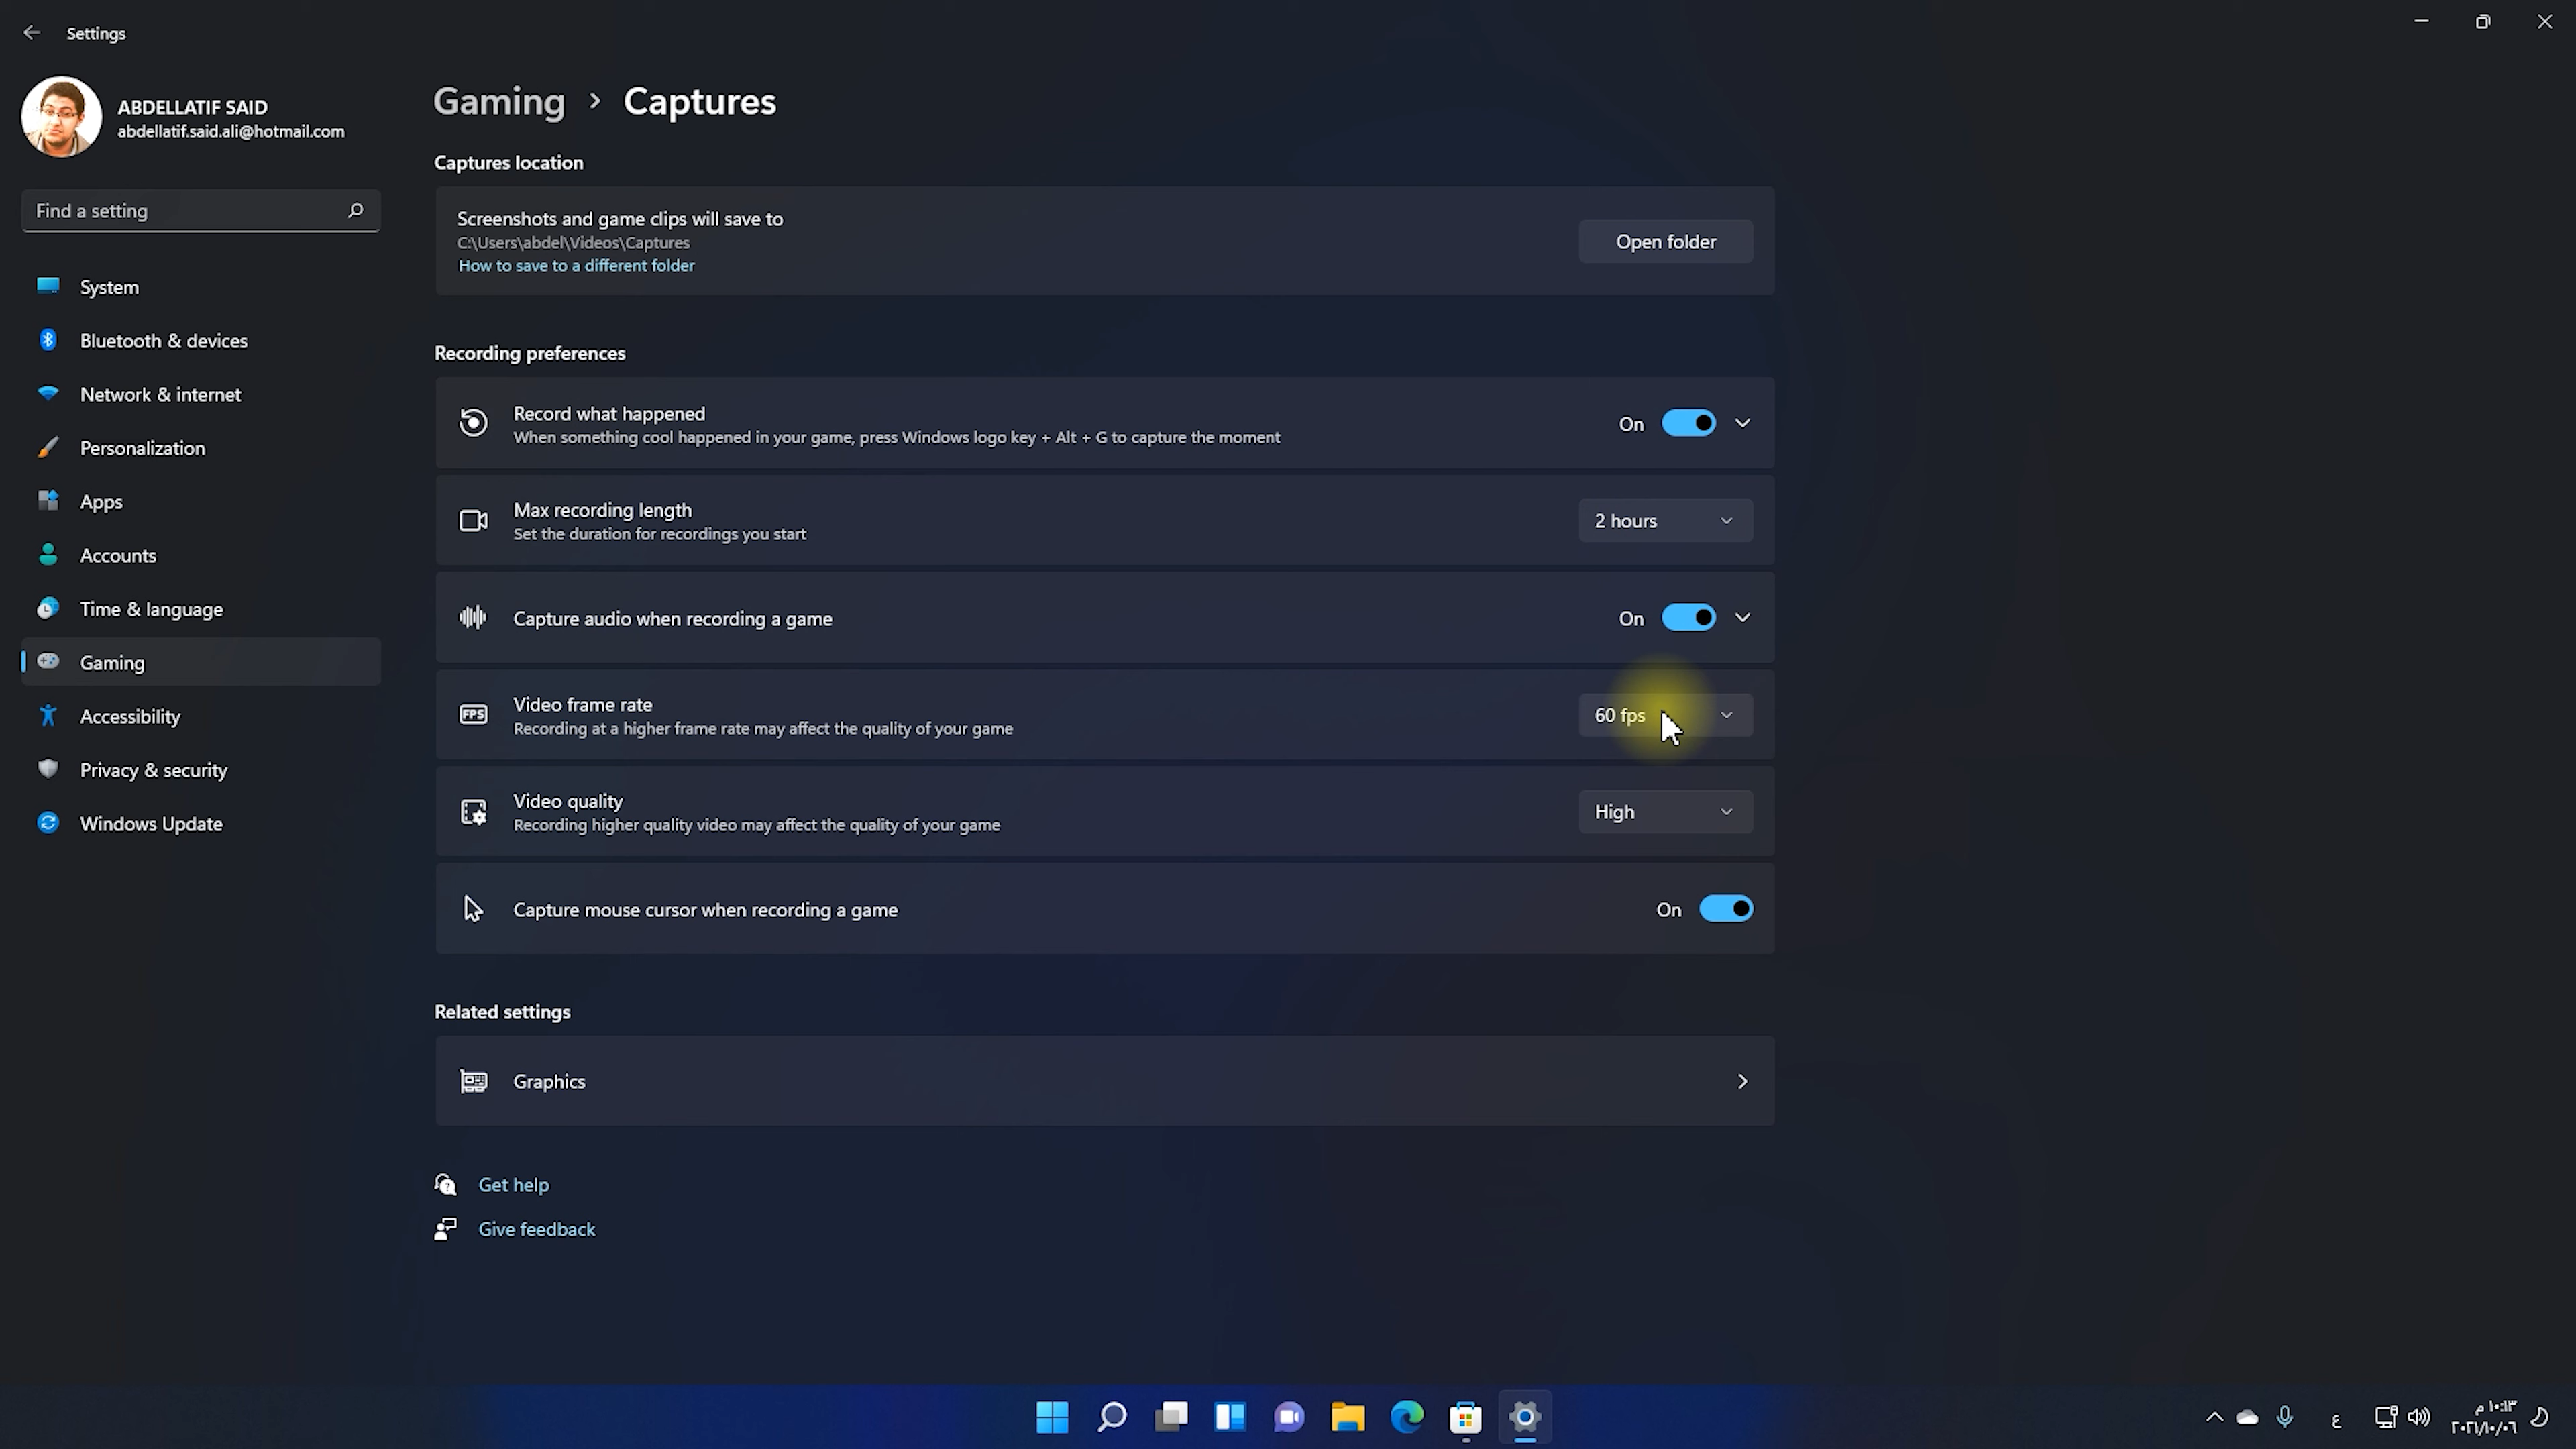 Settings
ABDELLATIF SAID
abdellatif.said.ali@hotmail.com
Find a setting
System
Bluetooth & devices
Network & internet
Personalization
Apps
Accounts
Time & language
Gaming
Accessibility
Privacy & security
Windows Update
Gaming > Captures
Captures location
Screenshots and game clips will save to
C:\Users\abdel\Videos\Captures
How to save to a different folder
Open folder
Recording preferences
Record what happened
When something cool happened in your game, press Windows logo key + Alt + G to capture the moment
On
Max recording length
Set the duration for recordings you start
2 hours
Capture audio when recording a game
On
FPS
Video frame rate
Recording at a higher frame rate may affect the quality of your game
60 fps
Video quality
Recording higher quality video may affect the quality of your game
High
Capture mouse cursor when recording a game
On
Related settings
Graphics
Get help
Give feedback
ع
١٠:١٣ م
٢٠٢١/١٠/٠٦